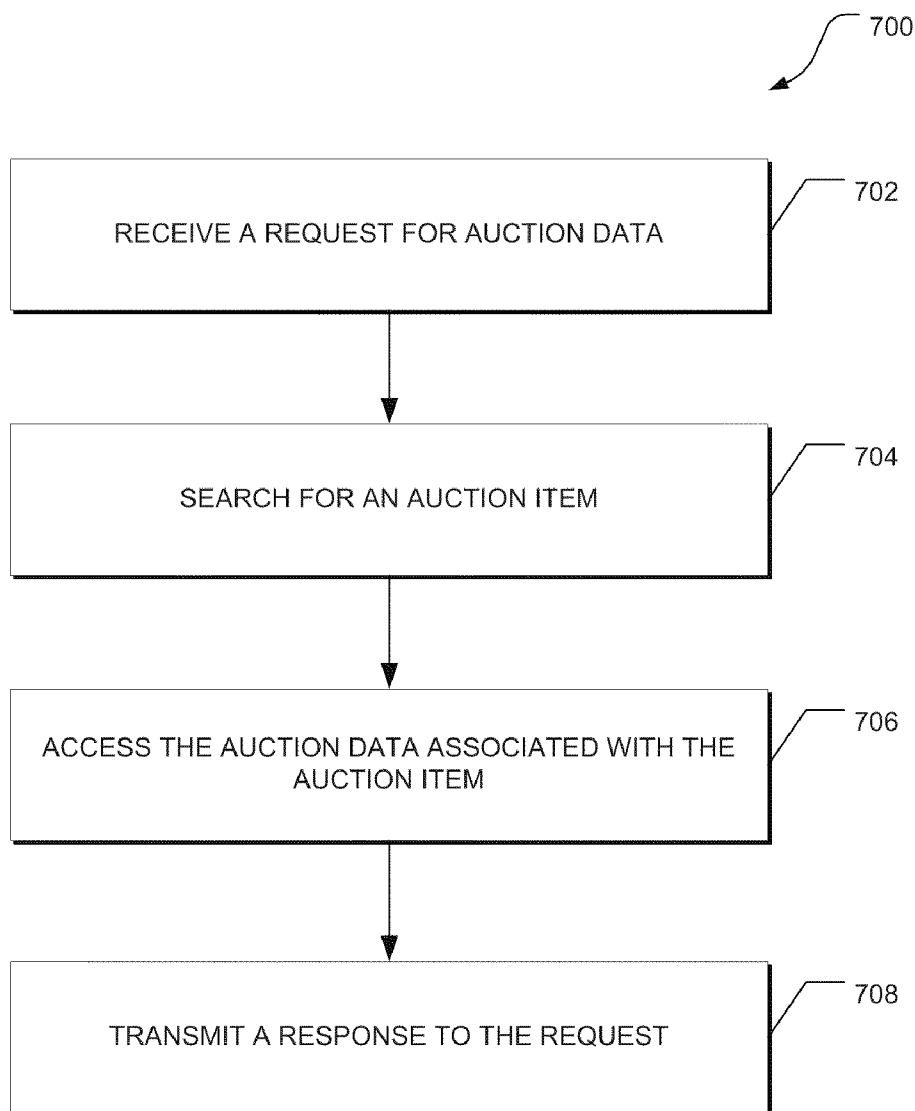 700
RECEIVE A REQUEST FOR AUCTION DATA
702
SEARCH FOR AN AUCTION ITEM
704
ACCESS THE AUCTION DATA ASSOCIATED WITH THE
AUCTION ITEM
706
TRANSMIT A RESPONSE TO THE REQUEST
708